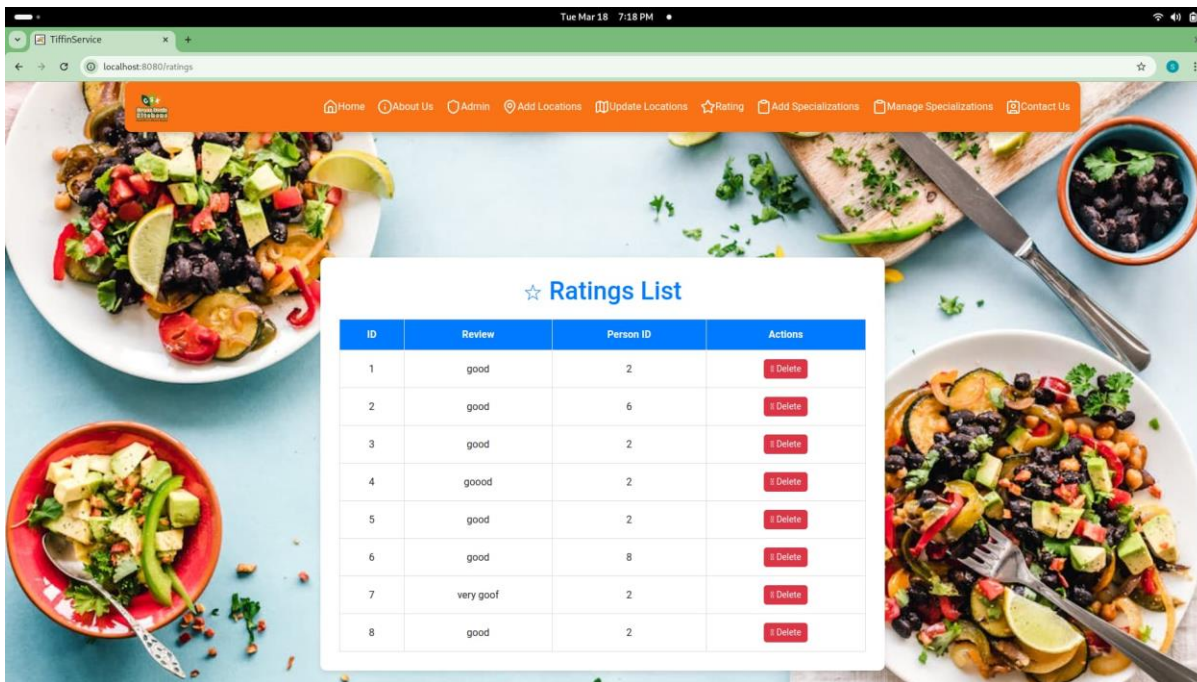 Tue Mar 18 7:18 PM
TiffinService
localhost:8080/ratings
Home About Us Admin Add Locations Update Locations Rating Add Specializations Manage Specializations Contact Us
Ratings List
ID Review Person ID Actions
1 good 2 Delete
2 good 6 Delete
3 good 2 Delete
4 goood 2 Delete
5 good 2 Delete
6 good 8 Delete
7 very goof 2 Delete
8 good 2 Delete